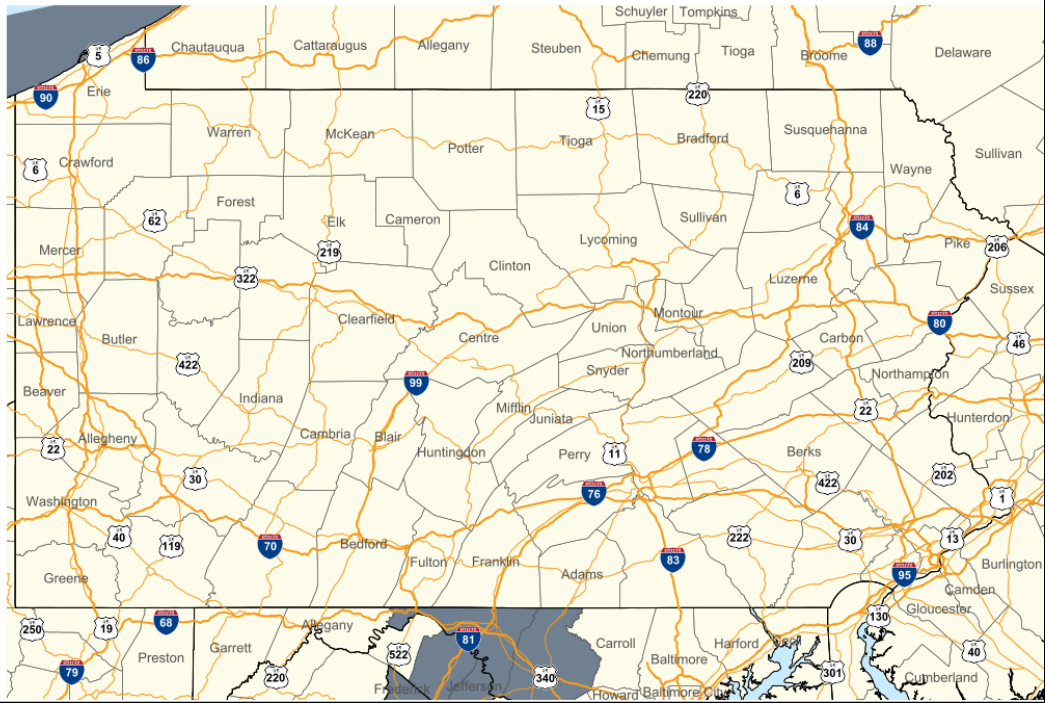 Schuyler Tompkins
Chautauqua Cattaraugus Allegany Steuben Chemung Tioga Broome Delaware
5 86 88
90 Erie
15 220
Warren McKean Potter Tioga Bradford Susquehanna
Crawford Wayne Sullivan
6
Forest 6
62 Elk Cameron Sullivan
84
Mercer 219 Lycoming Pike 206
322 Clinton Luzerne
Sussex
Lawrence Clearfield Montour
Butler Centre Union Carbon 80
46
Northumberland
422 Snyder 209
99 Northampton
Beaver Indiana
Mifflin 22
Juniata Hunterdon
Allegheny Cambria Blair
22 Huntingdon Perry 11 78 Berks
30 422 202
76
Washington 1
40 119 70 Bedford 222 30 13
Fulton Franklin 83
Greene Adams 95 Burlington
Camden
Gloucester
250 19 68 Allegany 130
Preston Garrett 81 Carroll Harford
522 Baltimore 40
79 220 340 301 Cumberland
Frederick Jefferson Howard Baltimore City